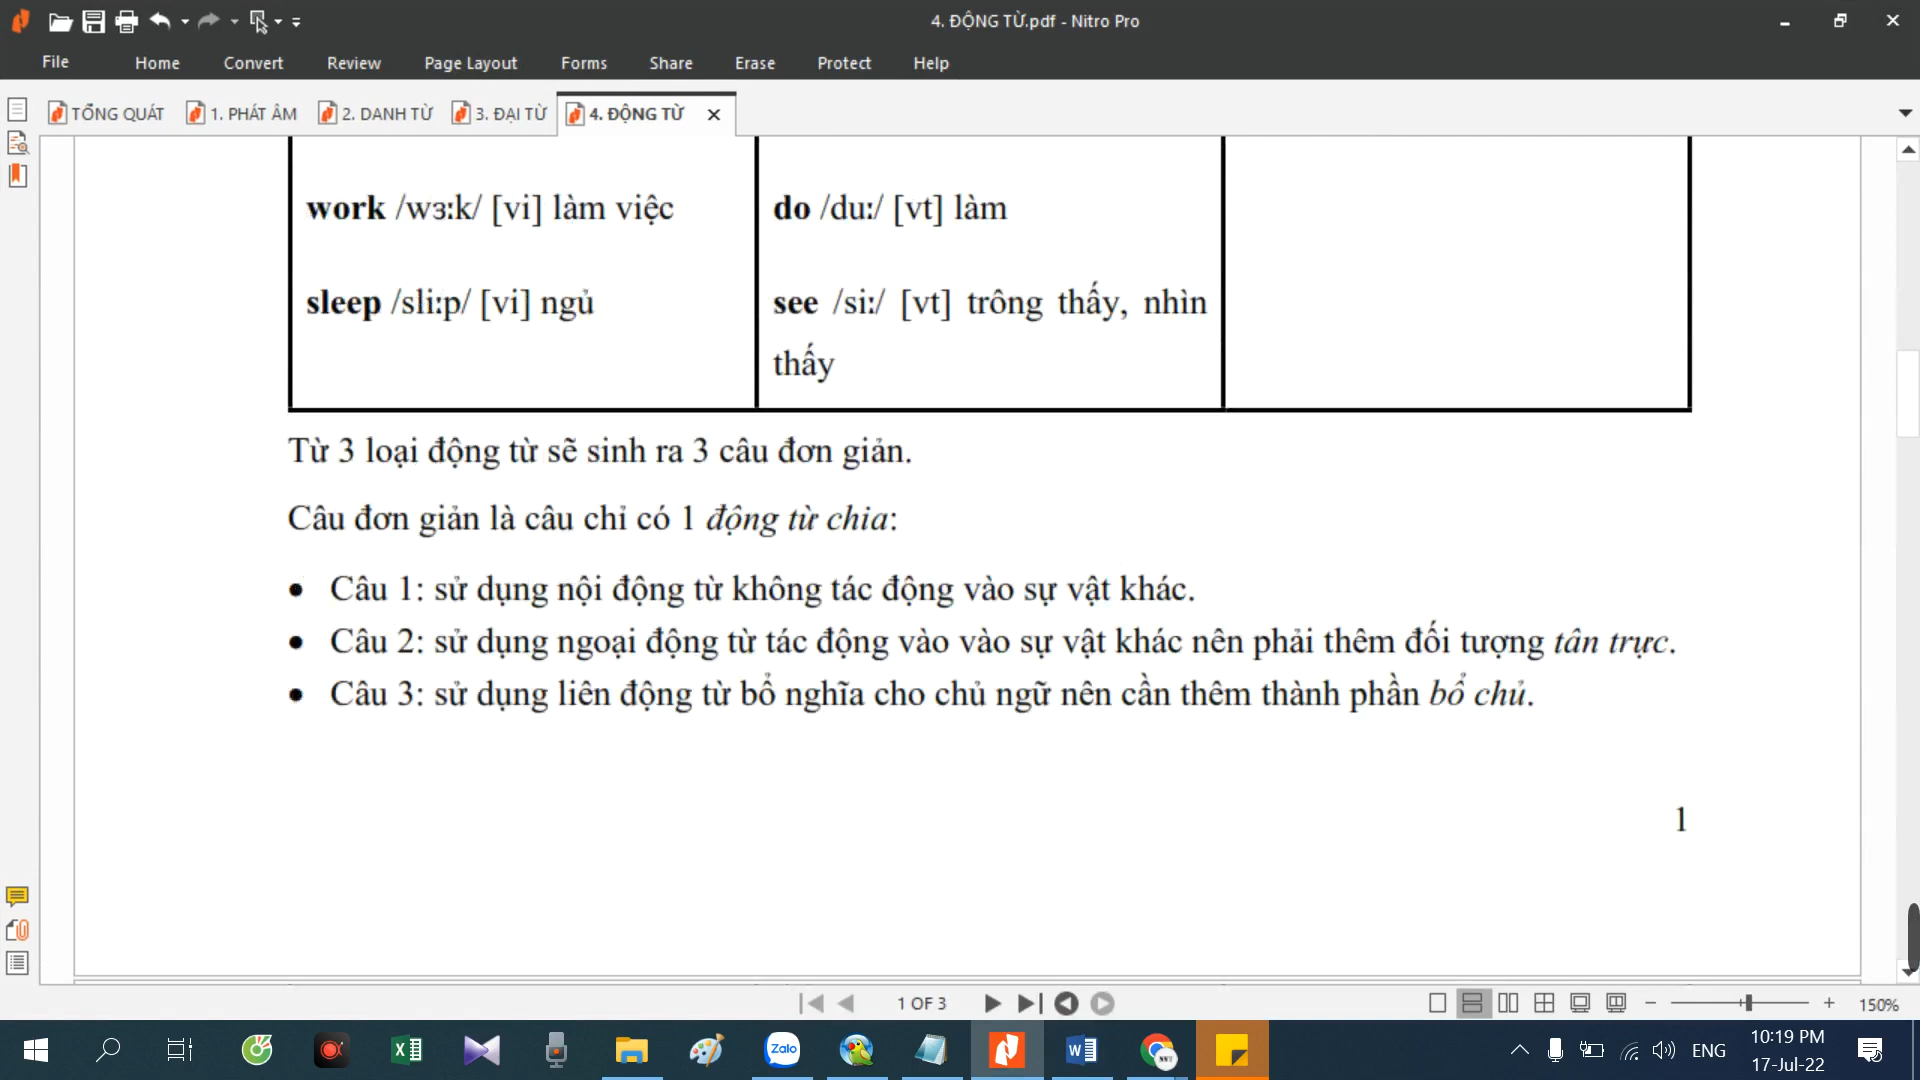 4. ĐỘNG TỪ.pdf - Nitro Pro
File Home Convert Review Page Layout Forms Share Erase Protect Help
TỔNG QUÁT 1. PHÁT ÂM 2. DANH TỪ 3. ĐẠI TỪ 4. ĐỘNG TỪ
work /wɜːk/ [vi] làm việc
do /duː/ [vt] làm
sleep /sliːp/ [vi] ngủ
see /siː/ [vt] trông thấy, nhìn
thấy
Từ 3 loại động từ sẽ sinh ra 3 câu đơn giản.
Câu đơn giản là câu chỉ có 1 động từ chia:
• Câu 1: sử dụng nội động từ không tác động vào sự vật khác.
• Câu 2: sử dụng ngoại động từ tác động vào vào sự vật khác nên phải thêm đối tượng tân trực.
• Câu 3: sử dụng liên động từ bổ nghĩa cho chủ ngữ nên cần thêm thành phần bổ chủ.
1
1 OF 3
150%
Zalo
ENG
10:19 PM
17-Jul-22